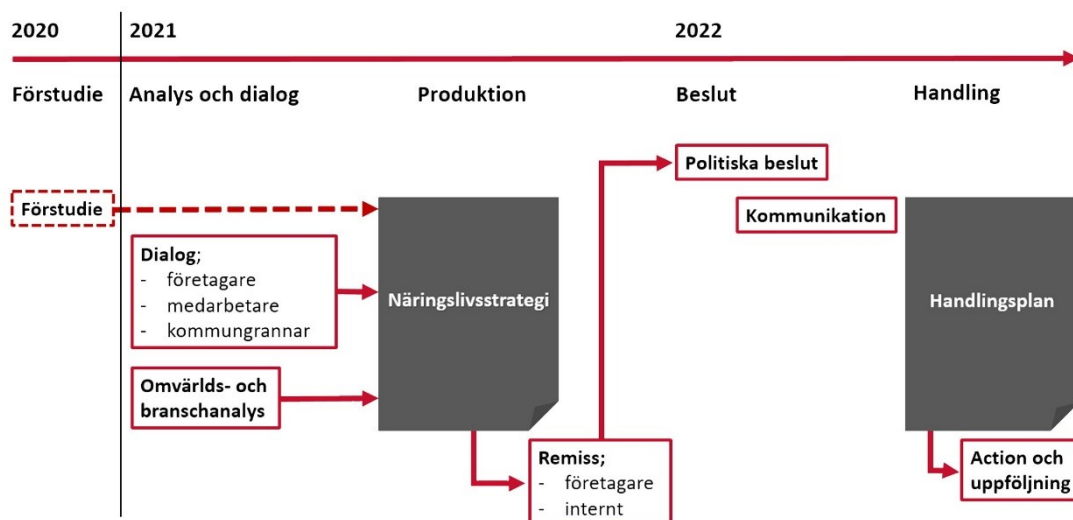 2020
2021
2022
Förstudie
Analys och dialog
Produktion
Beslut
Handling
Politiska beslut
Förstudie
Kommunikation
Dialog;
- företagare
- medarbetare
- kommungrannar
Näringslivsstrategi
Handlingsplan
Omvärlds- och
branschanalys
Remiss;
- företagare
- internt
Action och
uppföljning